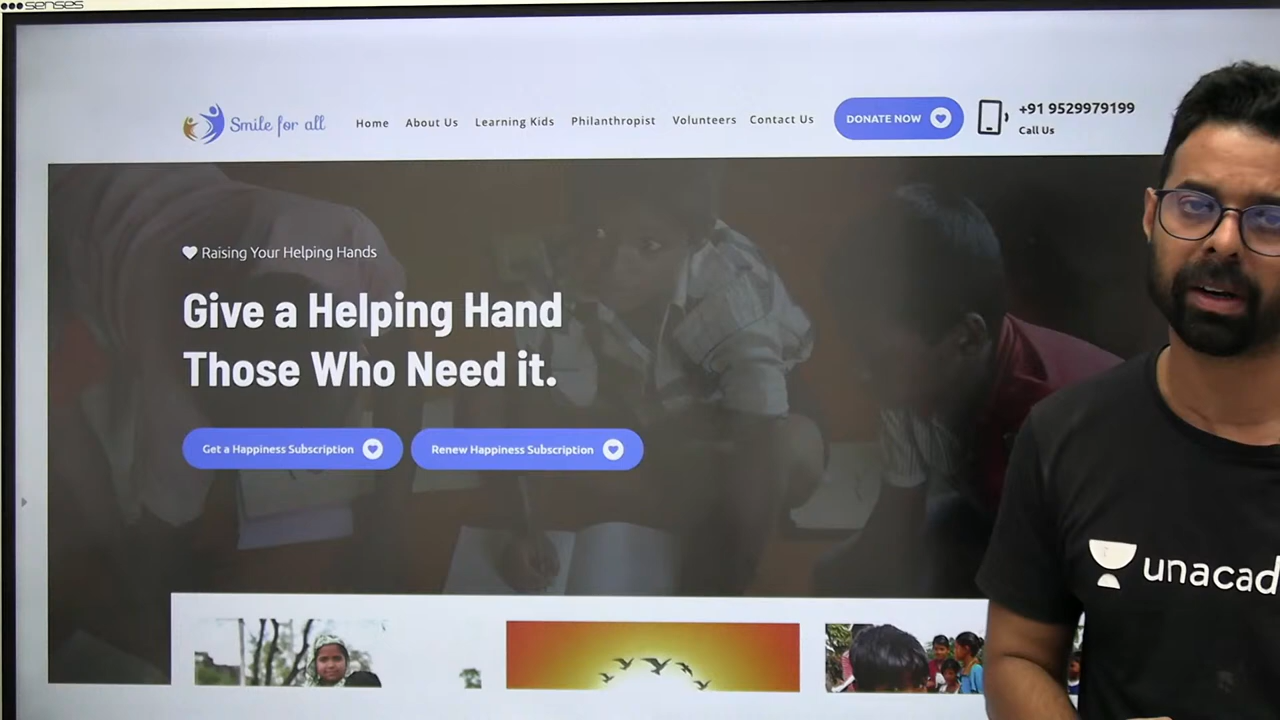 senses
Smile for all
Home About Us Learning Kids Philanthropist Volunteers Contact Us
DONATE NOW
+91 9529979199
Call Us
Raising Your Helping Hands
Give a Helping Hand
Those Who Need it.
Get a Happiness Subscription
Renew Happiness Subscription
unacad